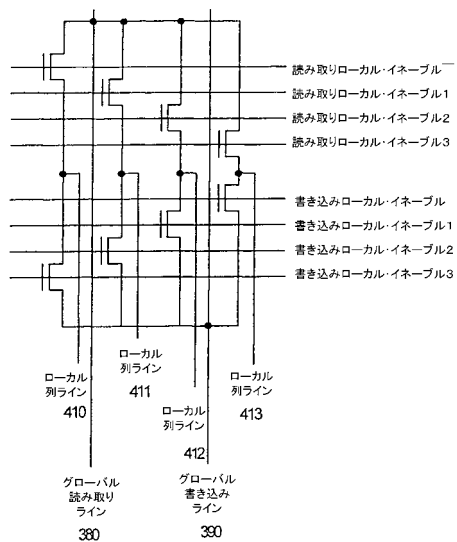 読み取りローカル・イネーブル
読み取りローカル・イネーブル1
読み取りローカル・イネーブル2
読み取りローカル・イネーブル3
書き込みローカル・イネーブル
書き込みローカル・イネーブル1
書き込みローカル・イネーブル2
書き込みローカル・イネーブル3
ローカル
列ライン
410
ローカル
列ライン
411
ローカル
列ライン
412
ローカル
列ライン
413
グローバル
読み取り
ライン
380
グローバル
書き込み
ライン
390